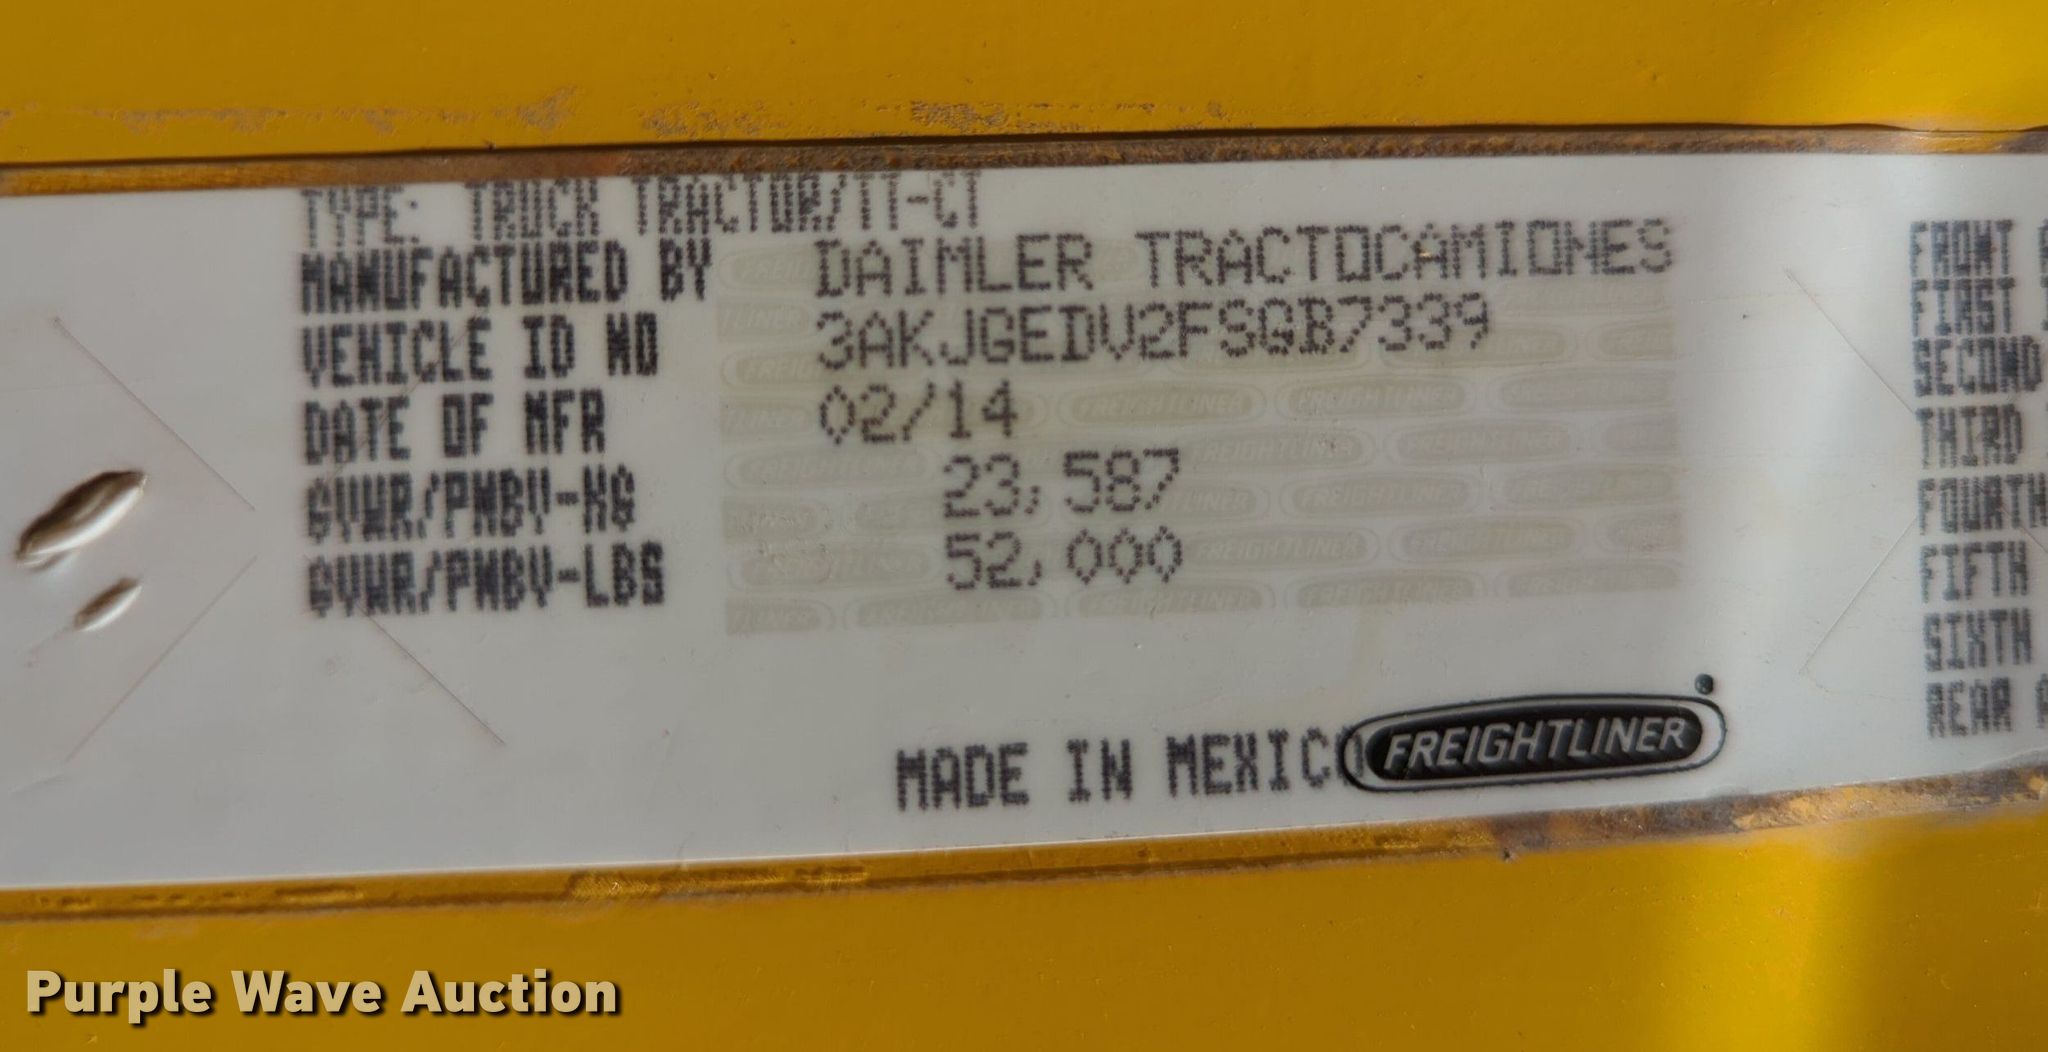 TYPE: TRUCK TRACTOR/TT-CT
MANUFACTURED BY DAIMLER TRACTOCAMIONES
VEHICLE ID NO 3AKJGEDV2FSGB7339
DATE OF MFR 02/14
GVWR/PNBV-KG 23,587
GVWR/PNBV-LBS 52,000
MADE IN MEXICO
FREIGHTLINER
FRONT
FIRST
SECOND
THIRD
FOURTH
FIFTH
SIXTH
REAR
Purple Wave Auction